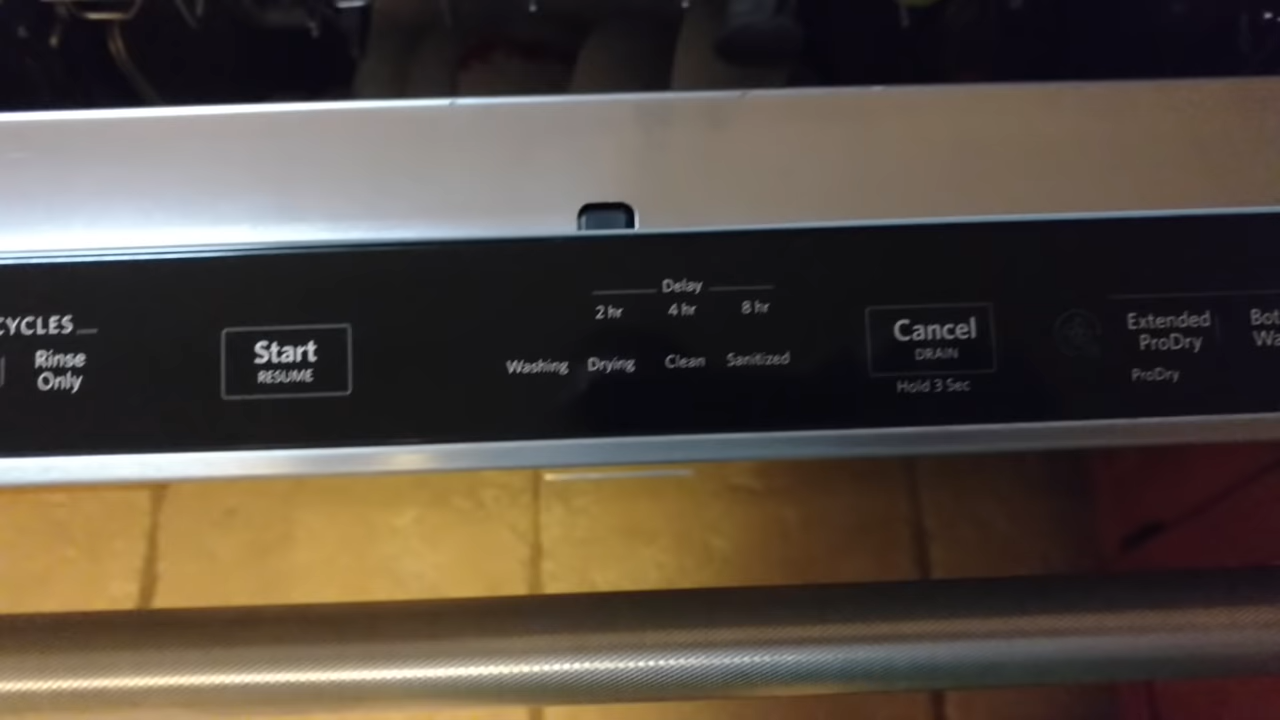 CYCLES
Rinse
Only
Start
RESUME
Delay
2 hr 4 hr 8 hr
Washing Drying Clean Sanitized
Cancel
DRAIN
Hold 3 Sec
Extended
ProDry
ProDry